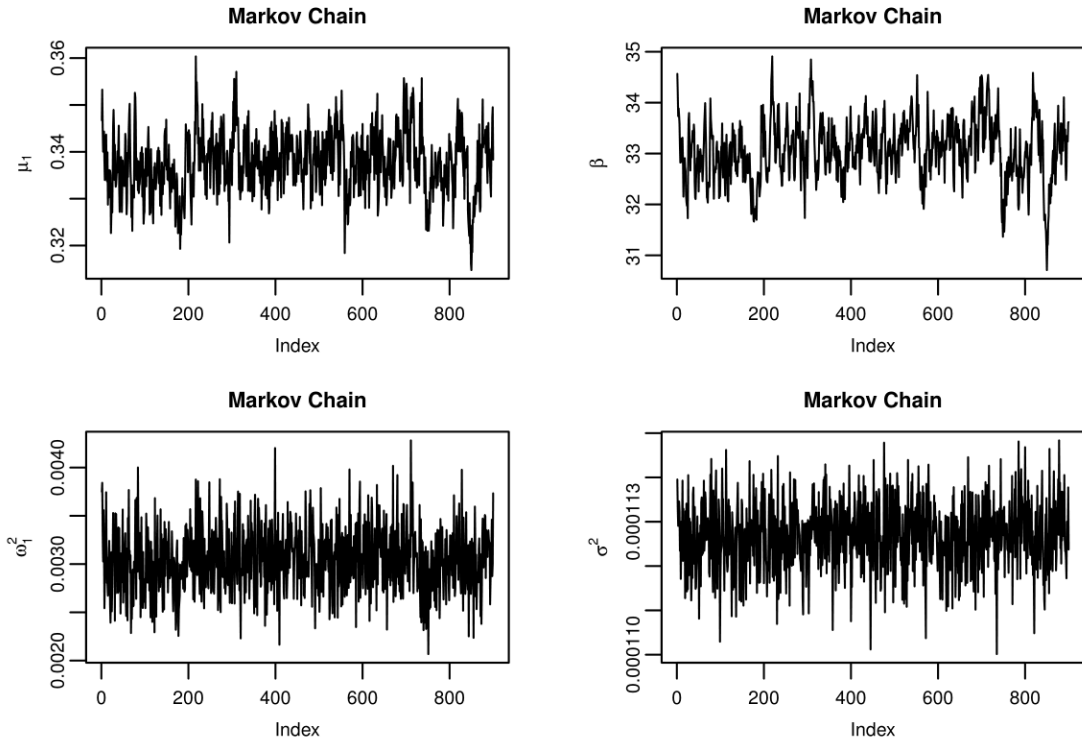 Markov Chain
0.36
0.34
0.32
μ₁
0 200 400 600 800
Index
Markov Chain
35
34
33
32
31
β
0 200 400 600 800
Index
Markov Chain
0.0040
0.0030
0.0020
ω₁²
0 200 400 600 800
Index
Markov Chain
0.000113
0.000110
σ²
0 200 400 600 800
Index